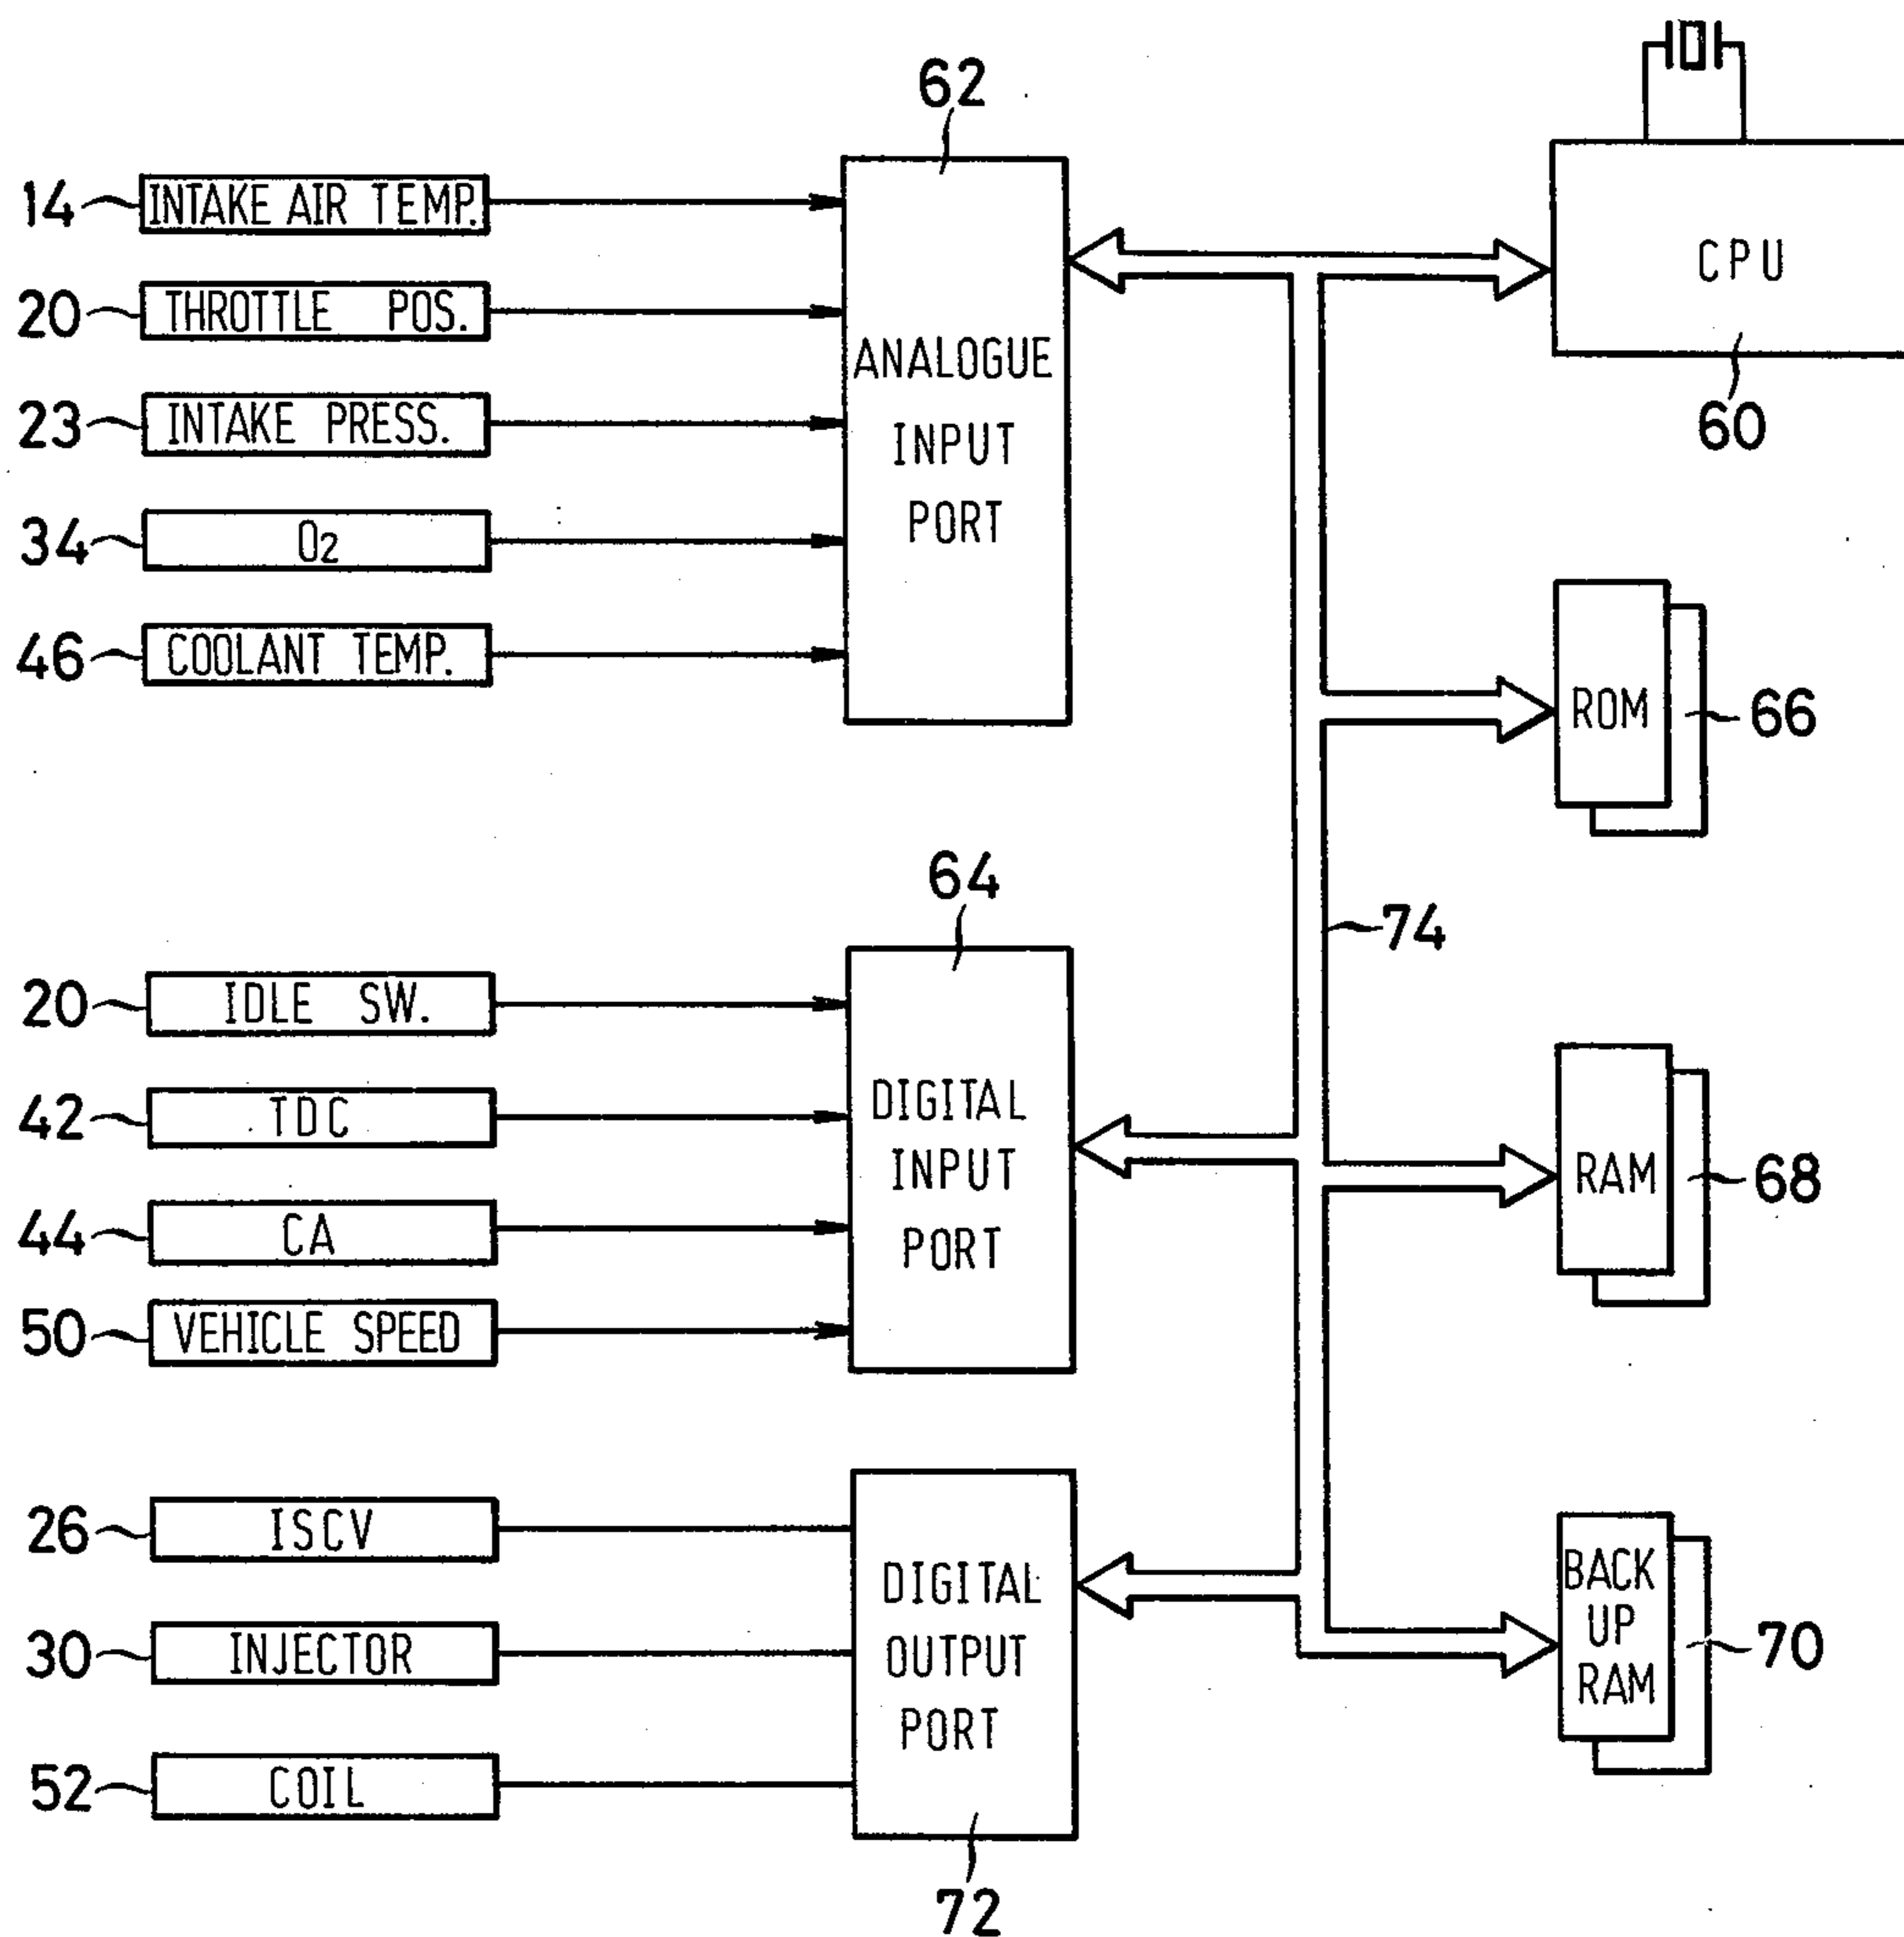 62
14
INTAKE AIR TEMP.
20
THROTTLE POS.
23
INTAKE PRESS.
34
O2
46
COOLANT TEMP.
ANALOGUE
INPUT
PORT
CPU
60
ROM
66
74
64
20
IDLE SW.
42
TDC
44
CA
50
VEHICLE SPEED
DIGITAL
INPUT
PORT
RAM
68
26
ISCV
30
INJECTOR
52
COIL
DIGITAL
OUTPUT
PORT
72
BACK
UP
RAM
70